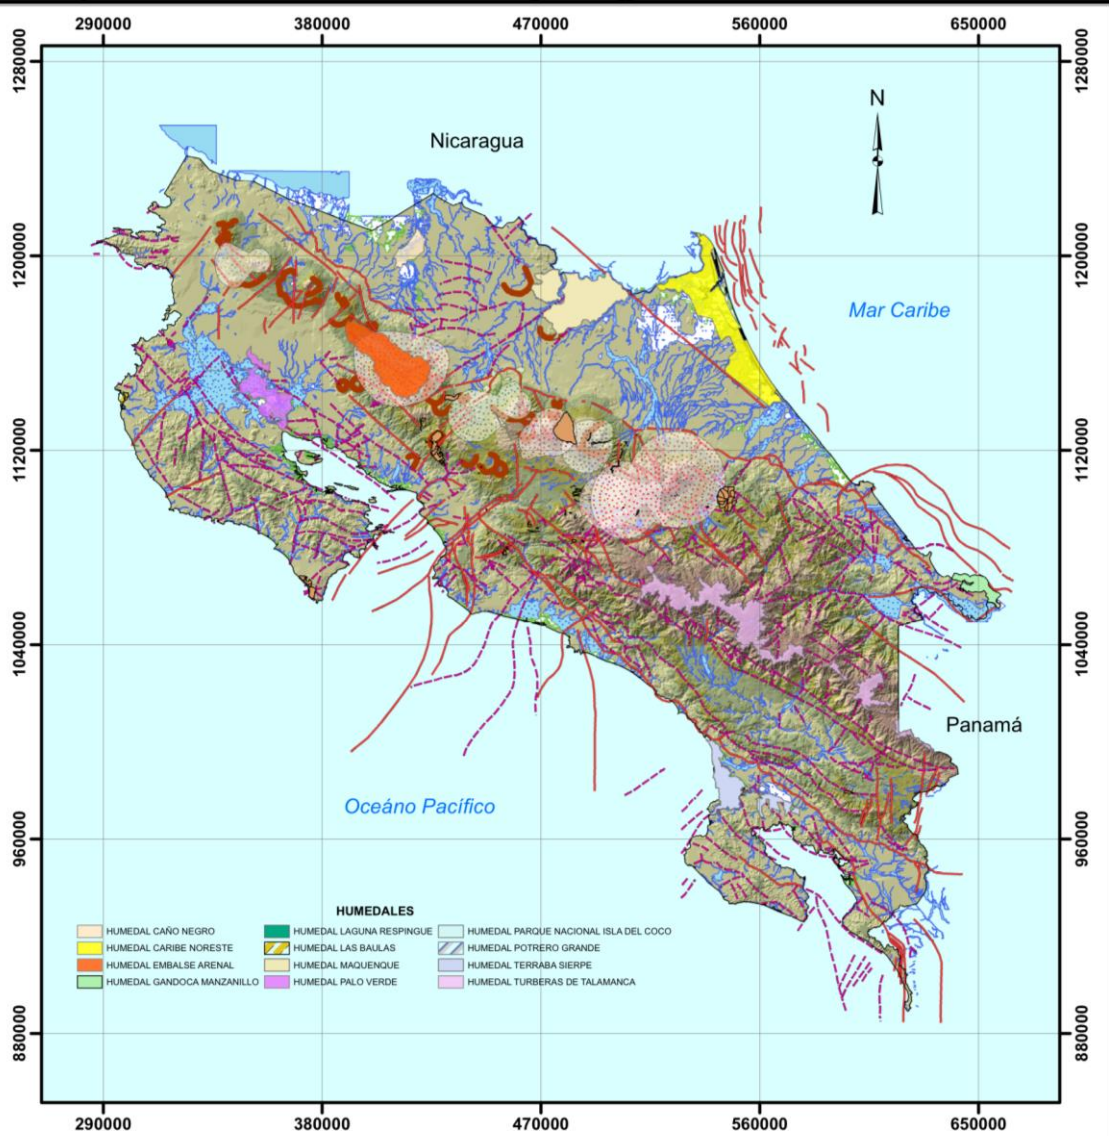 290000 380000 470000 560000 650000
1280000 1280000
N
Nicaragua
1200000 1200000
Mar Caribe
1120000 1120000
1040000 1040000
Panamá
Oceáno Pacífico
960000 960000
HUMEDALES
HUMEDAL CAÑO NEGRO HUMEDAL LAGUNA RESPINGUE HUMEDAL PARQUE NACIONAL ISLA DEL COCO
HUMEDAL CARIBE NORESTE HUMEDAL LAS BAULAS HUMEDAL POTRERO GRANDE
HUMEDAL EMBALSE ARENAL HUMEDAL MAQUENQUE HUMEDAL TERRABA SIERPE
HUMEDAL GANDOCA MANZANILLO HUMEDAL PALO VERDE HUMEDAL TURBERAS DE TALAMANCA
880000 880000
290000 380000 470000 560000 650000